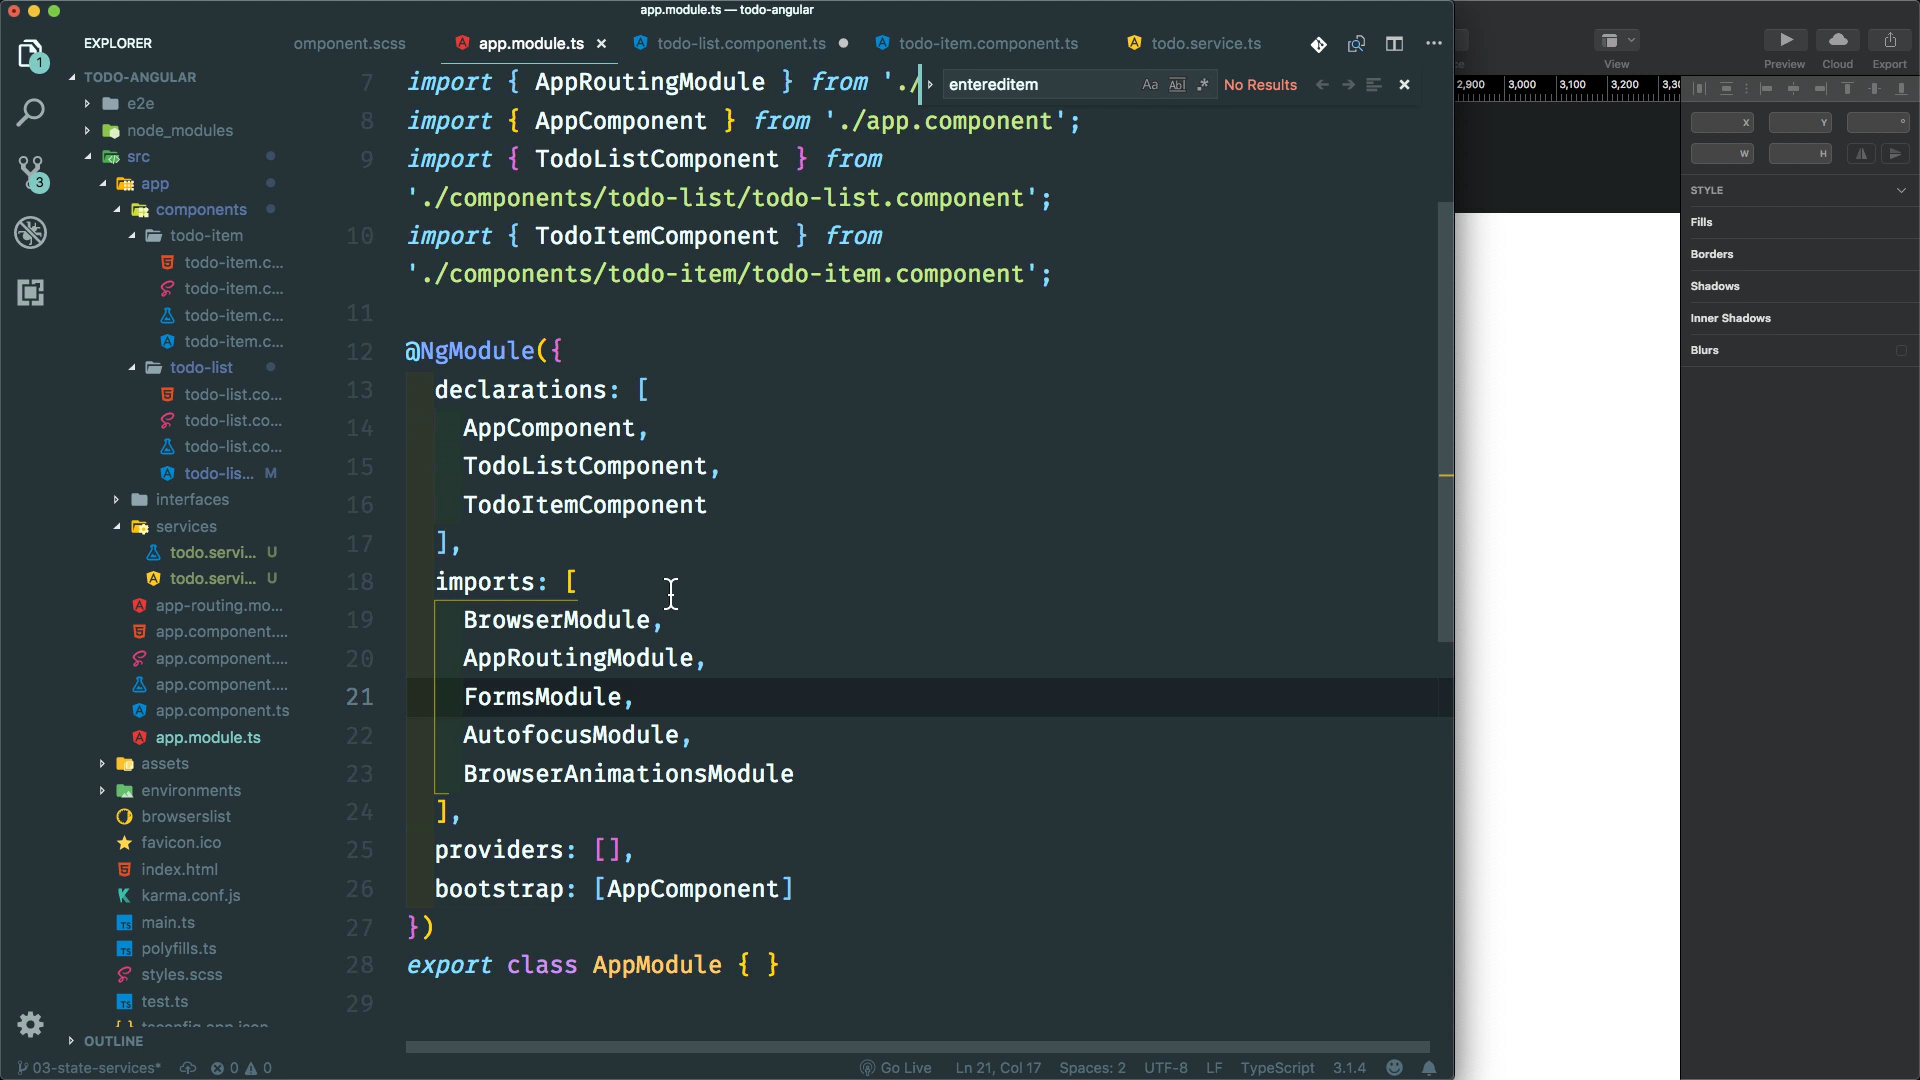 app.module.ts — todo-angular
EXPLORER
omponent.scss
app.module.ts
todo-list.component.ts
todo-item.component.ts
todo.service.ts
1
3
TODO-ANGULAR
e2e
node_modules
src
app
components
todo-item
todo-item.c...
todo-item.c...
todo-item.c...
todo-item.c...
todo-list
todo-list.co...
todo-list.co...
todo-list.co...
todo-lis... M
interfaces
services
todo.servi... U
todo.servi... U
app-routing.mo...
app.component....
app.component....
app.component....
app.component.ts
app.module.ts
assets
environments
browserslist
favicon.ico
index.html
karma.conf.js
main.ts
polyfills.ts
styles.scss
test.ts
tsconfig.app.json
OUTLINE
entereditem
Aa Abl .* No Results
7 import { AppRoutingModule } from './
8 import { AppComponent } from './app.component';
9 import { TodoListComponent } from
'./components/todo-list/todo-list.component';
10 import { TodoItemComponent } from
'./components/todo-item/todo-item.component';
11
12 @NgModule({
13 declarations: [
14 AppComponent,
15 TodoListComponent,
16 TodoItemComponent
17 ],
18 imports: [
19 BrowserModule,
20 AppRoutingModule,
21 FormsModule,
22 AutofocusModule,
23 BrowserAnimationsModule
24 ],
25 providers: [],
26 bootstrap: [AppComponent]
27 })
28 export class AppModule { }
29
03-state-services* 0 0
Go Live Ln 21, Col 17 Spaces: 2 UTF-8 LF TypeScript 3.1.4
View
Preview
Cloud
Export
2,900 3,000 3,100 3,200 3,3
X Y °
W H
STYLE
Fills
Borders
Shadows
Inner Shadows
Blurs